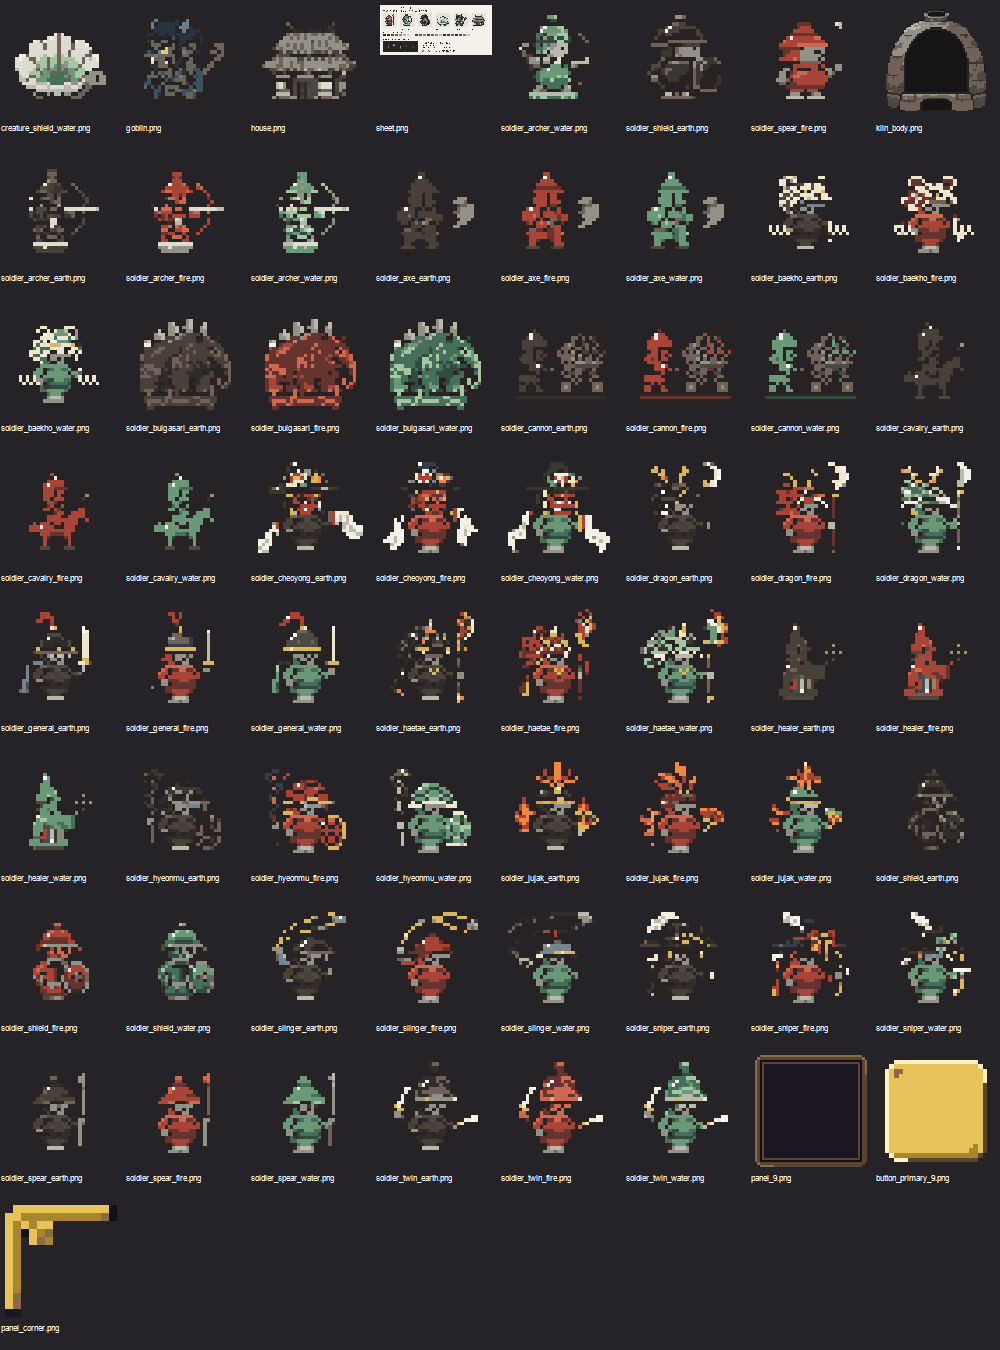 creature_shield_water.png
goblin.png
house.png
sheet.png
soldier_archer_water.png
soldier_shield_earth.png
soldier_spear_fire.png
kiln_body.png
soldier_archer_earth.png
soldier_archer_fire.png
soldier_archer_water.png
soldier_axe_earth.png
soldier_axe_fire.png
soldier_axe_water.png
soldier_baekho_earth.png
soldier_baekho_fire.png
soldier_baekho_water.png
soldier_bulgasari_earth.png
soldier_bulgasari_fire.png
soldier_bulgasari_water.png
soldier_cannon_earth.png
soldier_cannon_fire.png
soldier_cannon_water.png
soldier_cavalry_earth.png
soldier_cavalry_fire.png
soldier_cavalry_water.png
soldier_cheoyong_earth.png
soldier_cheoyong_fire.png
soldier_cheoyong_water.png
soldier_dragon_earth.png
soldier_dragon_fire.png
soldier_dragon_water.png
soldier_general_earth.png
soldier_general_fire.png
soldier_general_water.png
soldier_haetae_earth.png
soldier_haetae_fire.png
soldier_haetae_water.png
soldier_healer_earth.png
soldier_healer_fire.png
soldier_healer_water.png
soldier_hyeonmu_earth.png
soldier_hyeonmu_fire.png
soldier_hyeonmu_water.png
soldier_jujak_earth.png
soldier_jujak_fire.png
soldier_jujak_water.png
soldier_shield_earth.png
soldier_shield_fire.png
soldier_shield_water.png
soldier_slinger_earth.png
soldier_slinger_fire.png
soldier_slinger_water.png
soldier_sniper_earth.png
soldier_sniper_fire.png
soldier_sniper_water.png
soldier_spear_earth.png
soldier_spear_fire.png
soldier_spear_water.png
soldier_twin_earth.png
soldier_twin_fire.png
soldier_twin_water.png
panel_9.png
button_primary_9.png
panel_corner.png